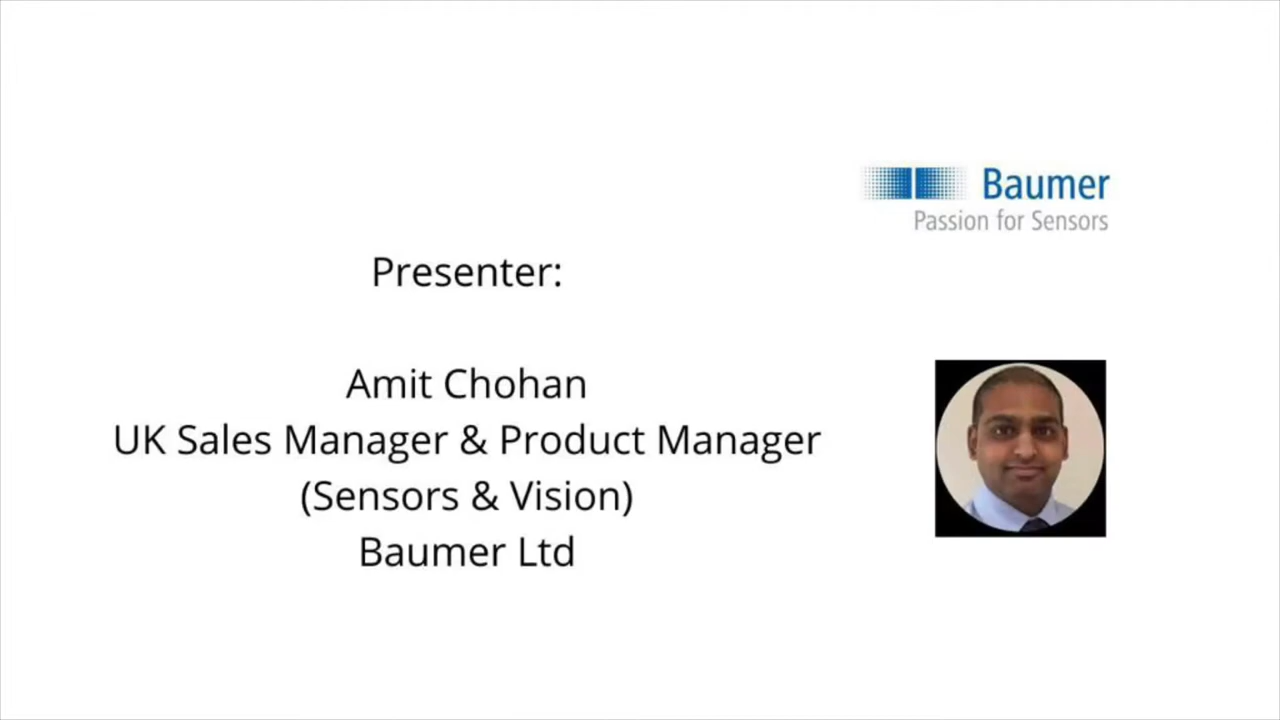 Baumer
Passion for Sensors
Presenter:
Amit Chohan
UK Sales Manager & Product Manager
(Sensors & Vision)
Baumer Ltd